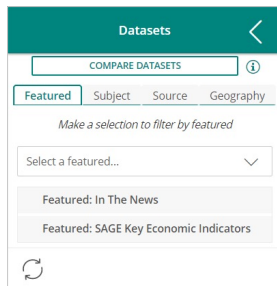 Datasets
COMPARE DATASETS
Featured Subject Source Geography
Make a selection to filter by featured
Select a featured...
Featured: In The News
Featured: SAGE Key Economic Indicators